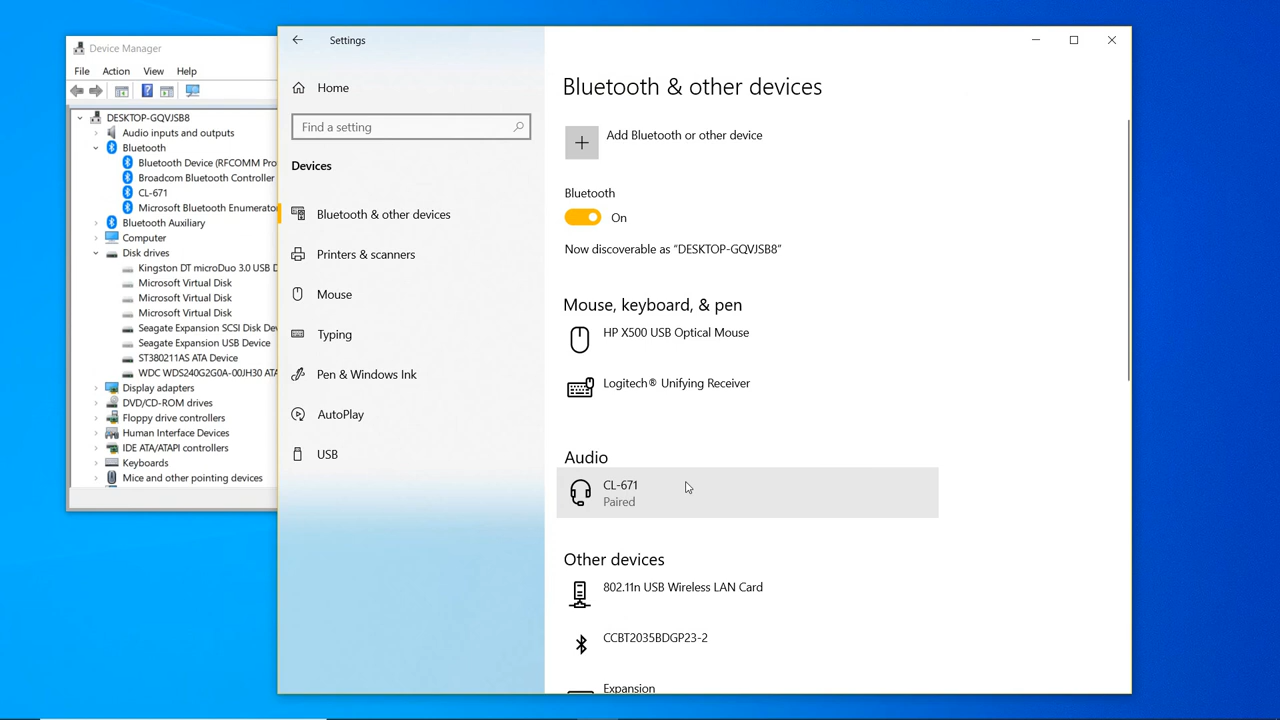 Device Manager
File Action View Help
DESKTOP-GQVJSB8
Audio inputs and outputs
Bluetooth
Bluetooth Device (RFCOMM Pro
Broadcom Bluetooth Controller
CL-671
Microsoft Bluetooth Enumerator
Bluetooth Auxiliary
Computer
Disk drives
Kingston DT microDuo 3.0 USB D
Microsoft Virtual Disk
Microsoft Virtual Disk
Microsoft Virtual Disk
Seagate Expansion SCSI Disk Dev
Seagate Expansion USB Device
ST380211AS ATA Device
WDC WDS240G2G0A-00JH30 ATA
Display adapters
DVD/CD-ROM drives
Floppy drive controllers
Human Interface Devices
IDE ATA/ATAPI controllers
Keyboards
Mice and other pointing devices
Settings
Home
Find a setting
Devices
Bluetooth & other devices
Printers & scanners
Mouse
Typing
Pen & Windows Ink
AutoPlay
USB
Bluetooth & other devices
Add Bluetooth or other device
Bluetooth
On
Now discoverable as “DESKTOP-GQVJSB8”
Mouse, keyboard, & pen
HP X500 USB Optical Mouse
Logitech® Unifying Receiver
Audio
CL-671
Paired
Other devices
802.11n USB Wireless LAN Card
CCBT2035BDGP23-2
Expansion